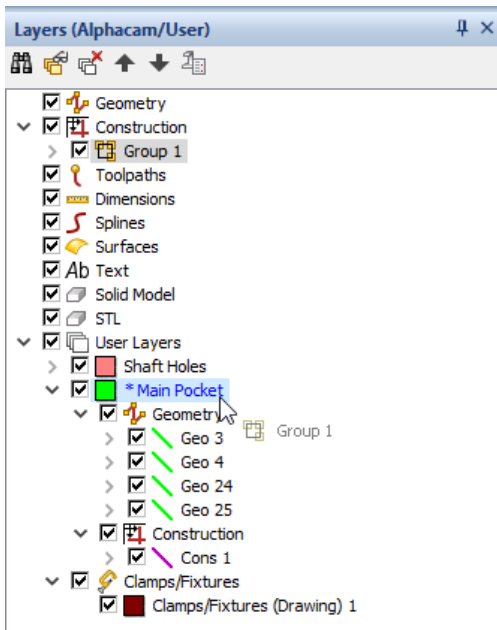 Layers (Alphacam/User)
Geometry
Construction
Group 1
Toolpaths
Dimensions
Splines
Surfaces
Ab Text
Solid Model
STL
User Layers
Shaft Holes
* Main Pocket
Geometry
Group 1
Geo 3
Geo 4
Geo 24
Geo 25
Construction
Cons 1
Clamps/Fixtures
Clamps/Fixtures (Drawing) 1